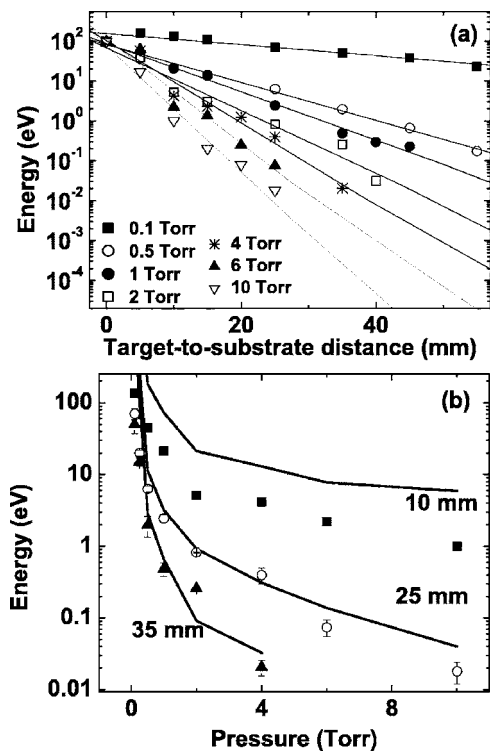 (a)
10²
10¹
10⁰
10⁻¹
10⁻²
10⁻³
10⁻⁴
Energy (eV)
0.1 Torr
0.5 Torr
1 Torr
2 Torr
4 Torr
6 Torr
10 Torr
0 20 40 60
Target-to-substrate distance (mm)
(b)
100
10
1
0.1
0.01
Energy (eV)
10 mm
25 mm
35 mm
0 4 8
Pressure (Torr)